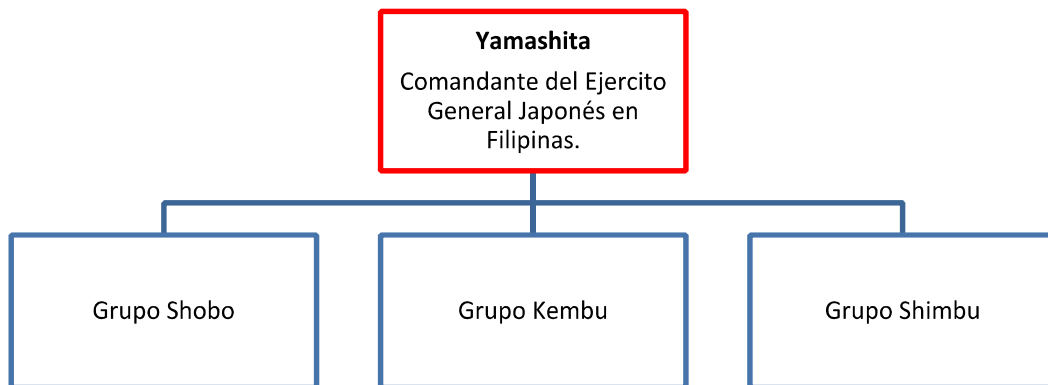 Yamashita
Comandante del Ejercito
General Japonés en
Filipinas.
Grupo Shobo
Grupo Kembu
Grupo Shimbu